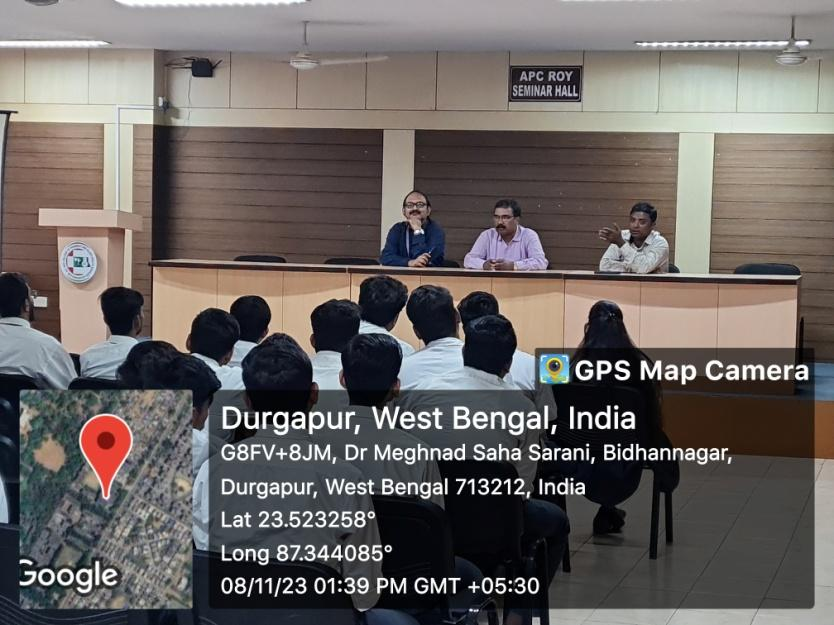 APC ROY
SEMINAR HALL
GPS Map Camera
Durgapur, West Bengal, India
G8FV+8JM, Dr Meghnad Saha Sarani, Bidhannagar,
Durgapur, West Bengal 713212, India
Lat 23.523258°
Long 87.344085°
08/11/23 01:39 PM GMT +05:30
Google